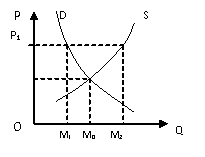 P D S
P₁
O M₁ M₀ M₂ Q